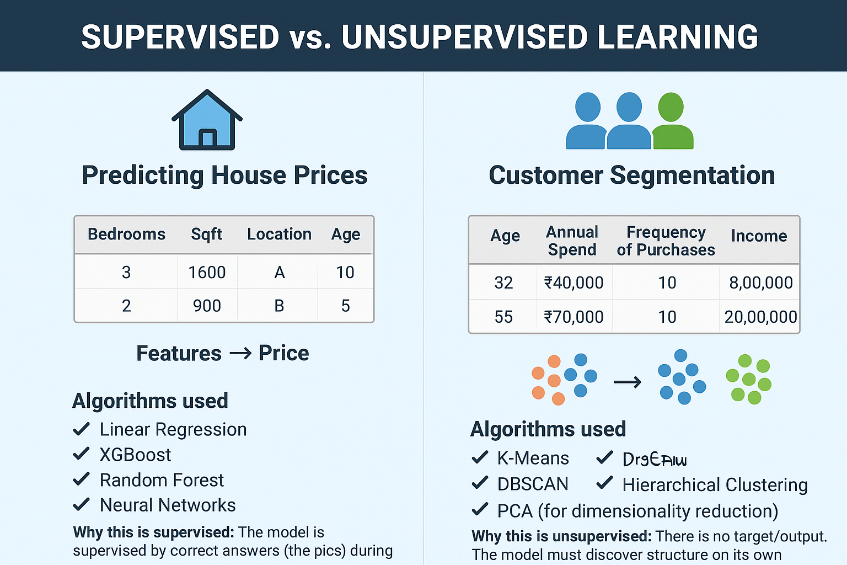 SUPERVISED vs. UNSUPERVISED LEARNING
Predicting House Prices
Bedrooms Sqft Location Age
3 1600 A 10
2 900 B 5
Features → Price
Algorithms used
✓ Linear Regression
✓ XGBoost
✓ Random Forest
✓ Neural Networks
Why this is supervised: The model is
supervised by correct answers (the pics) during
Customer Segmentation
Age Annual Spend Frequency of Purchases Income
32 ₹40,000 10 8,00,000
55 ₹70,000 10 20,00,000
Algorithms used
✓ K-Means ✓
✓ DBSCAN ✓ Hierarchical Clustering
✓ PCA (for dimensionality reduction)
Why this is unsupervised: There is no target/output.
The model must discover structure on its own